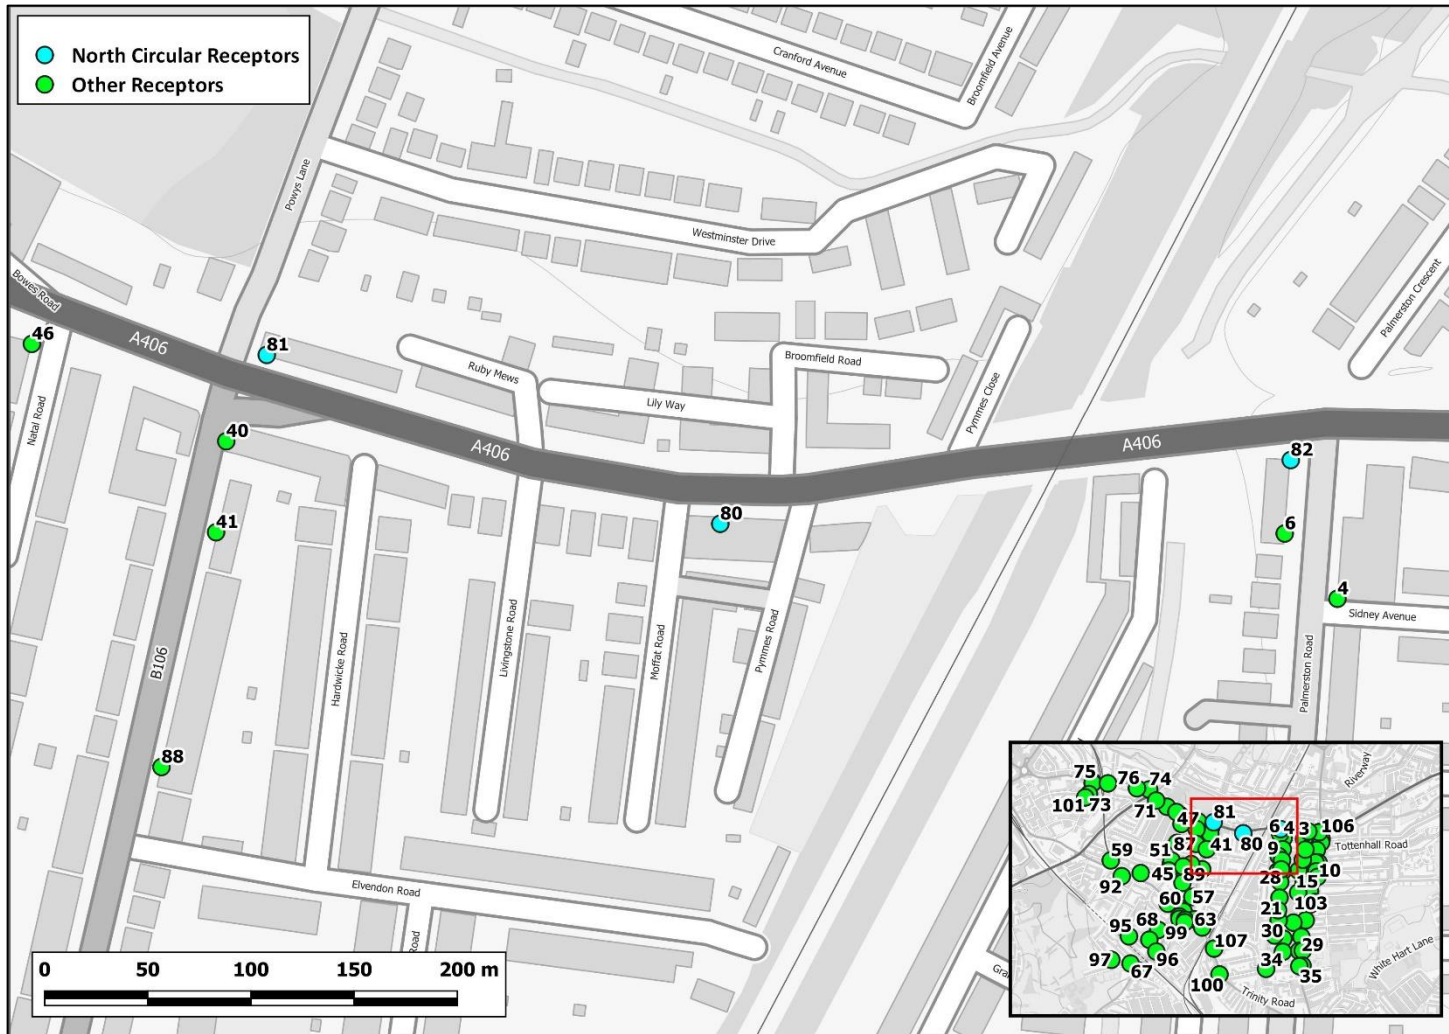 North Circular Receptors
Other Receptors
Cranford Avenue
Broomfield Avenue
Powys Lane
Westminster Drive
Palmerston Crescent
Bowes Road
46
A406
81
Ruby Mews
Broomfield Road
Lily Way
Pymmes Close
Natal Road
40
A406
A406
82
41
80
6
4
Sidney Avenue
B106
Hardwicke Road
Livingstone Road
Moffat Road
Pymmes Road
Palmerston Road
88
Elvendon Road
Road
Gra
0 50 100 150 200 m
Riverway
75
76
74
101
73
71
47
81
6
4
3
106
Tottenhall Road
59
51
87
41
80
9
92
45
89
28
10
15
57
60
21
103
68
63
95
99
30
29
107
97
67
96
34
35
100
White Hart Lane
Trinity Road